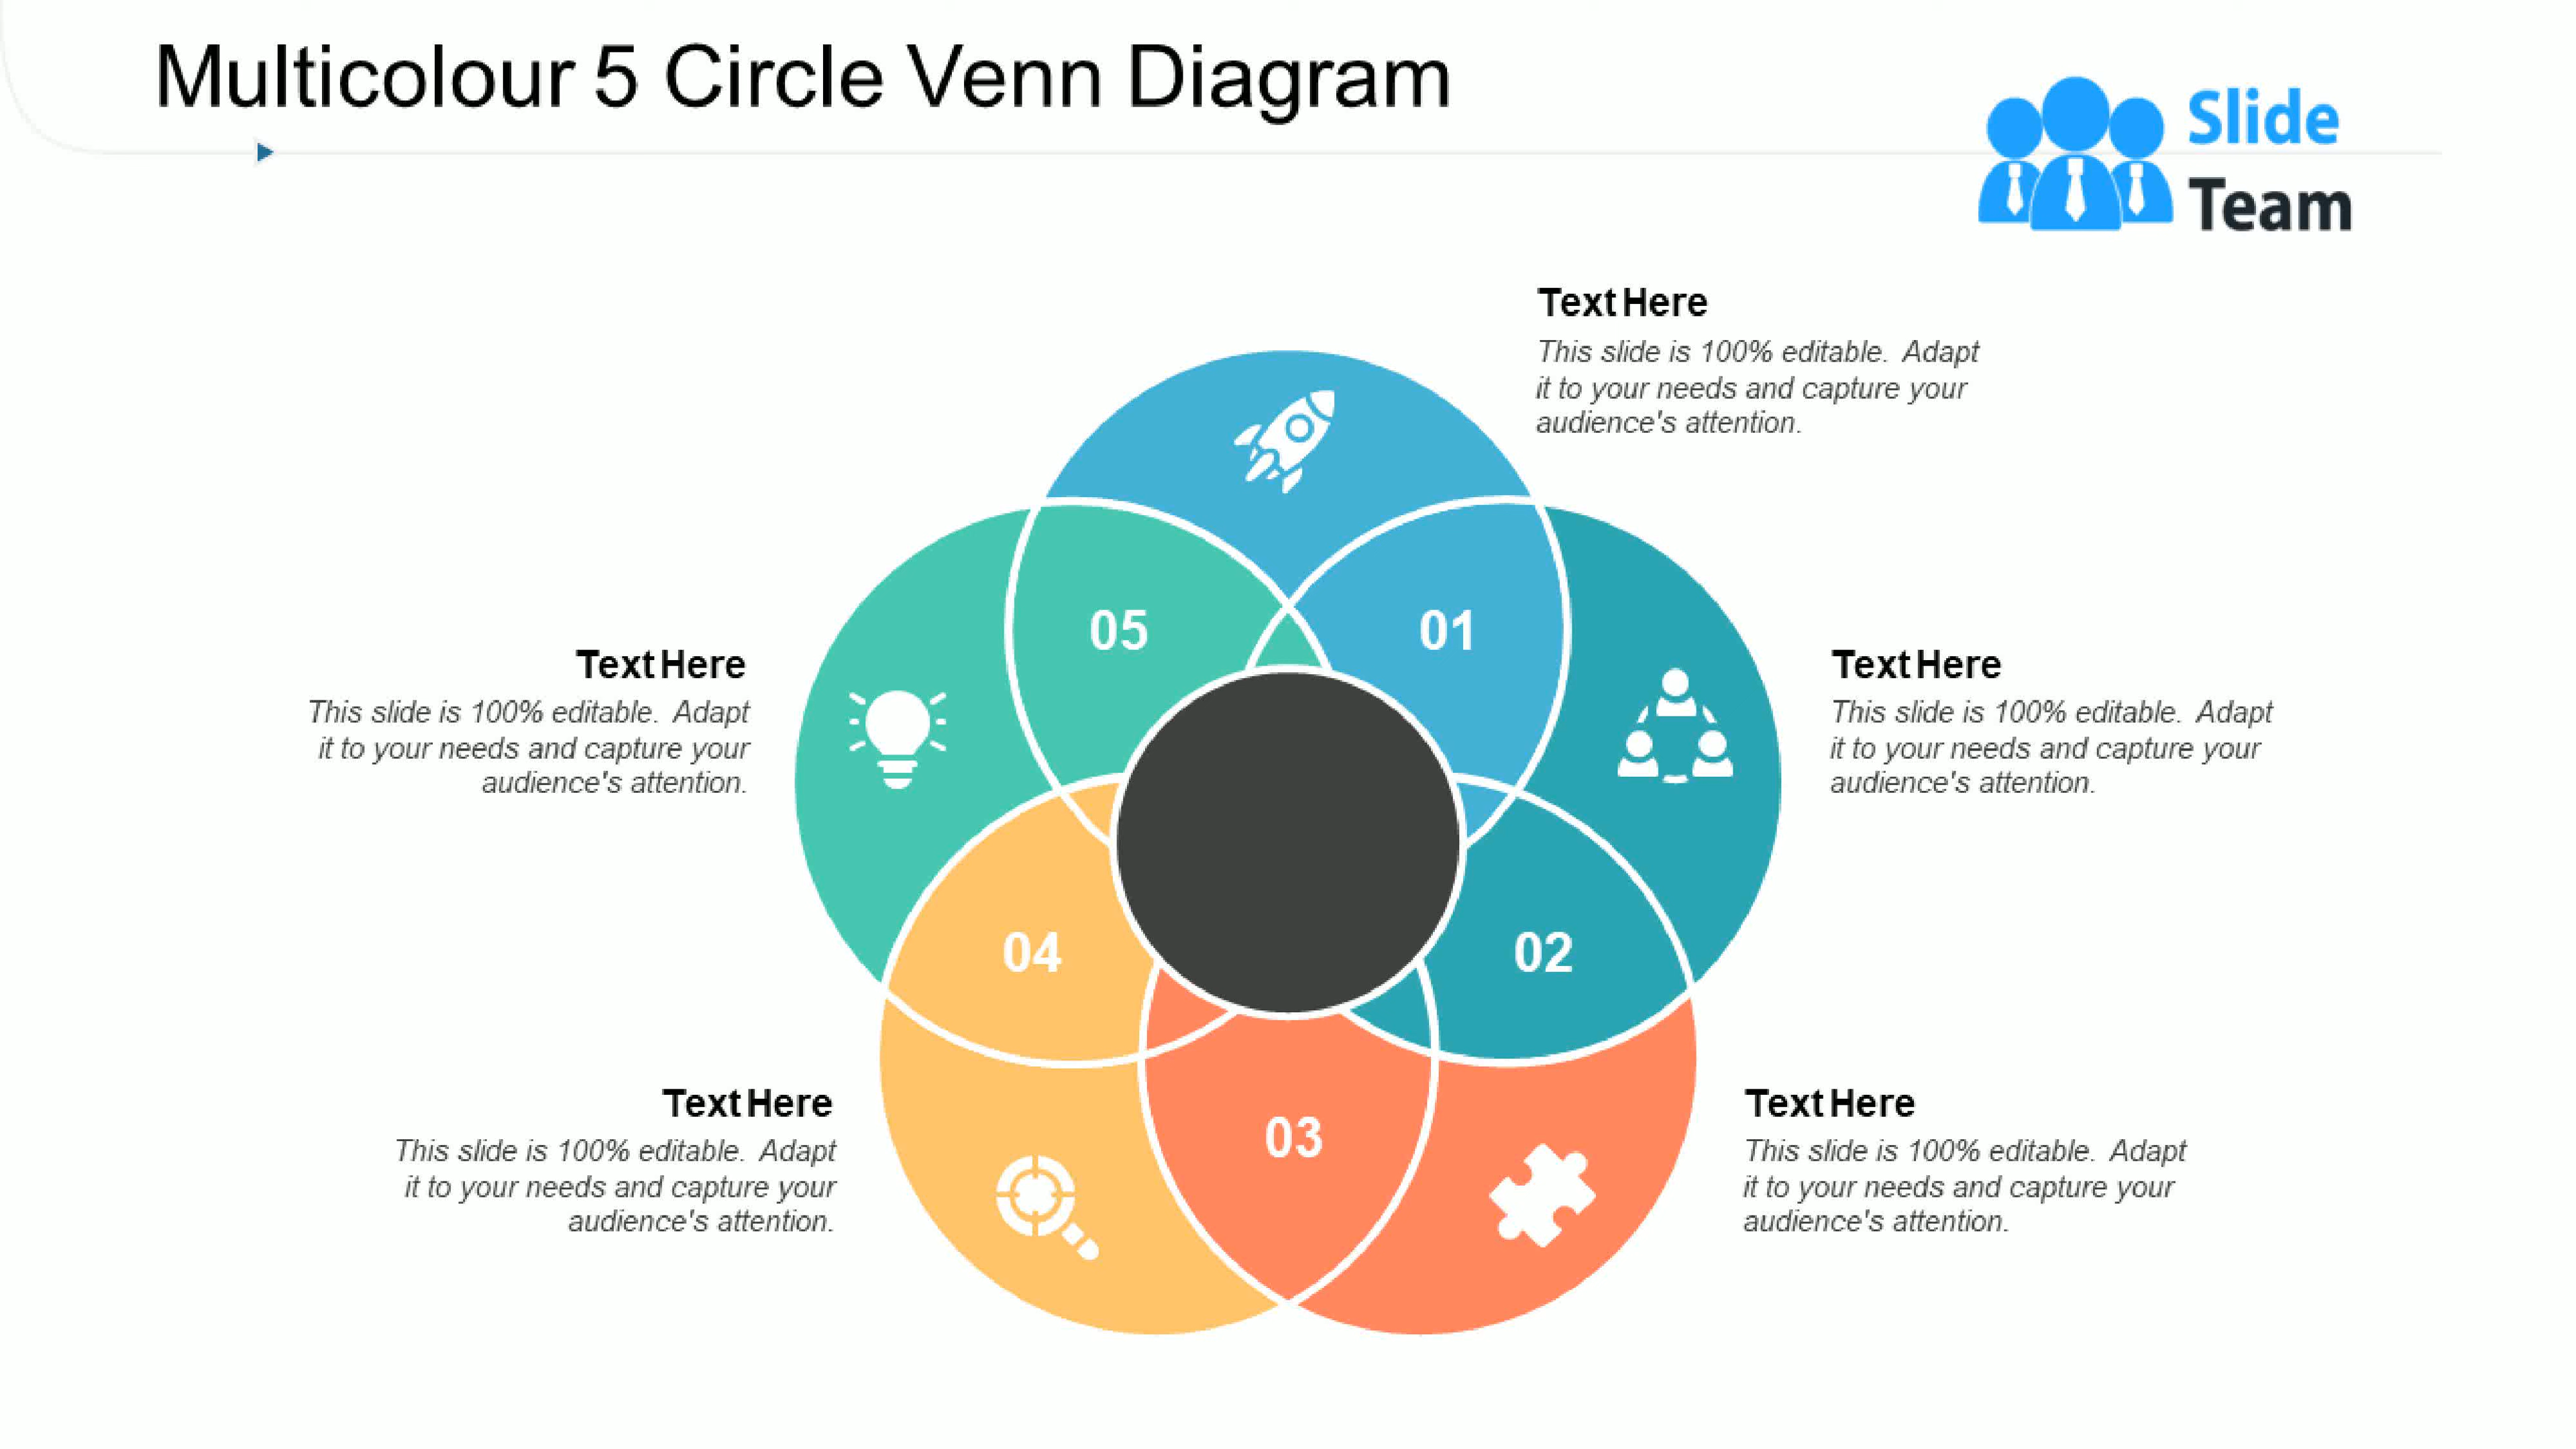 Multicolour 5 Circle Venn Diagram
Slide
Team
Text Here
This slide is 100% editable. Adapt
it to your needs and capture your
audience's attention.
05
01
Text Here
This slide is 100% editable. Adapt
it to your needs and capture your
audience's attention.
Text Here
This slide is 100% editable. Adapt
it to your needs and capture your
audience's attention.
04
02
03
Text Here
This slide is 100% editable. Adapt
it to your needs and capture your
audience's attention.
Text Here
This slide is 100% editable. Adapt
it to your needs and capture your
audience's attention.